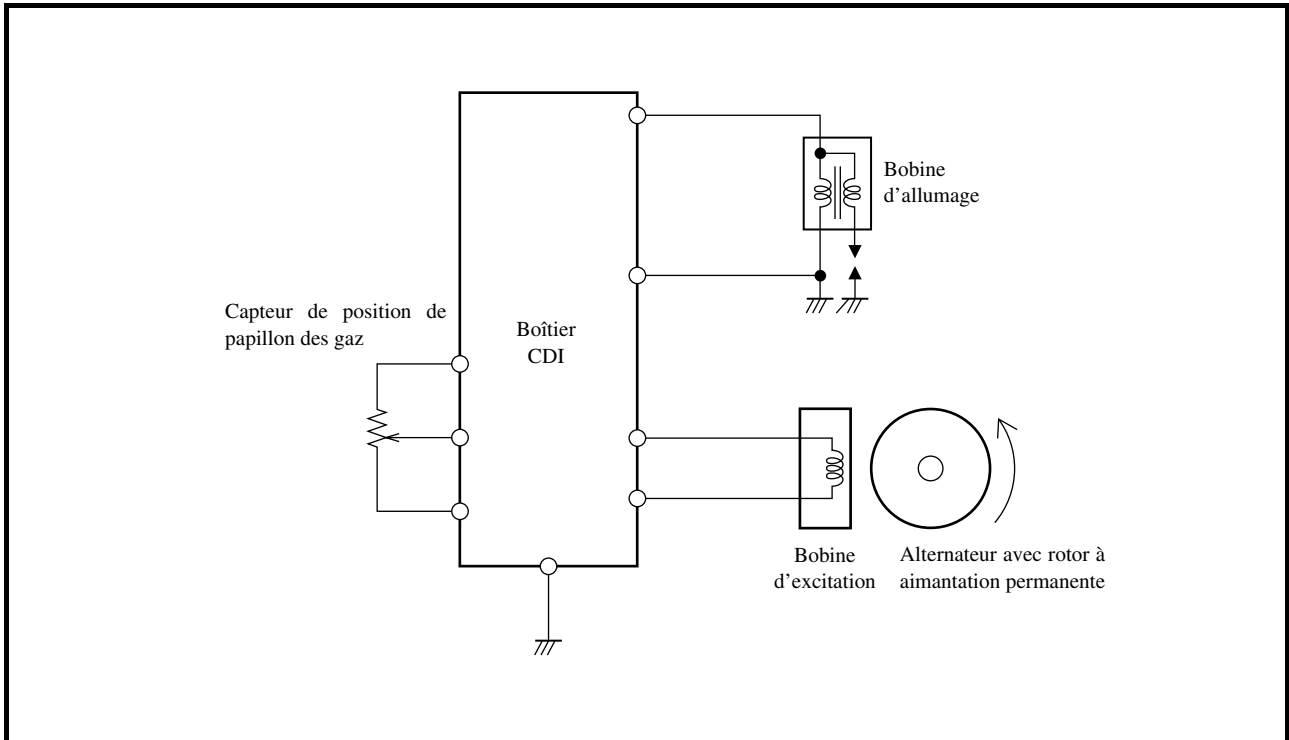 Bobine
d'allumage
Capteur de position de
papillon des gaz
Boîtier
CDI
Bobine
d'excitation
Alternateur avec rotor à
aimantation permanente